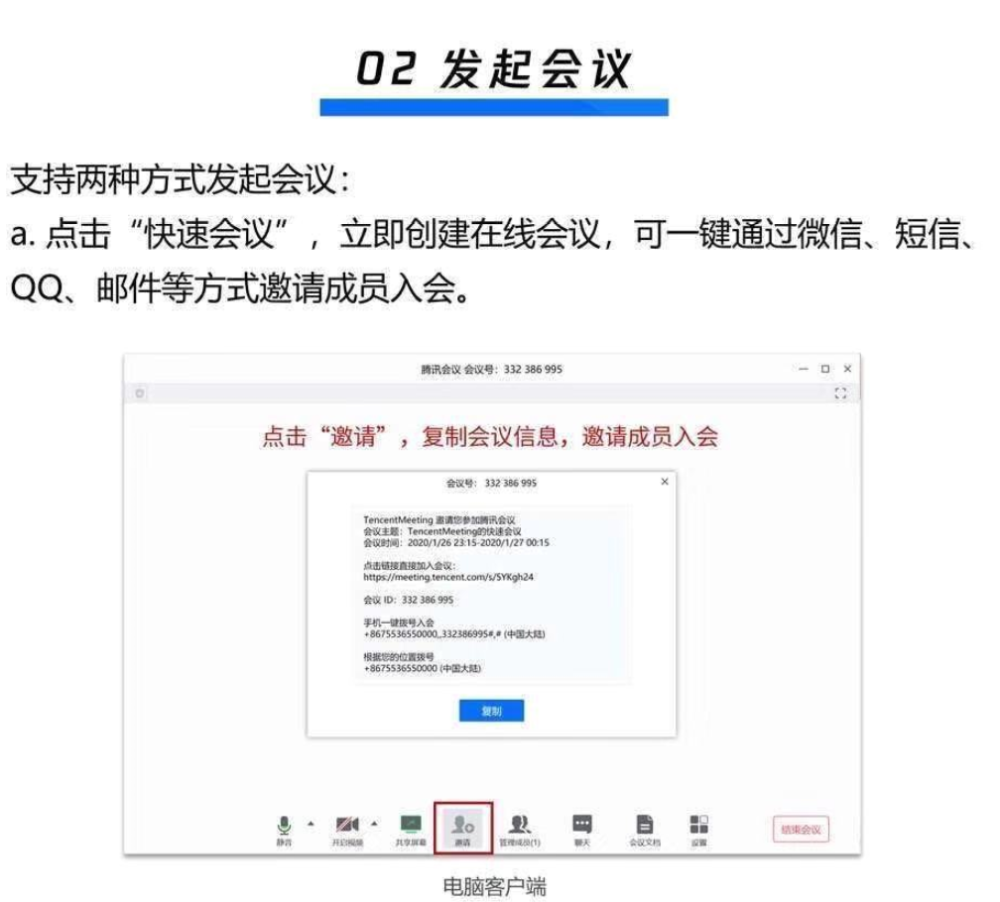 02 发起会议
支持两种方式发起会议：
a. 点击“快速会议”，立即创建在线会议，可一键通过微信、短信、
QQ、邮件等方式邀请成员入会。
腾讯会议 会议号：332 386 995
点击“邀请”，复制会议信息，邀请成员入会
会议号： 332 386 995
TencentMeeting 邀请您参加腾讯会议
会议主题：TencentMeeting的快速会议
会议时间：2020/1/26 23:15-2020/1/27 00:15
点击链接直接加入会议：
https://meeting.tencent.com/s/5YKgh24
会议 ID：332 386 995
手机一键拨号入会
+8675536550000,,332386995#,# (中国大陆)
根据您的位置拨号
+8675536550000 (中国大陆)
复制
静音 开启视频 共享屏幕 邀请 管理成员(1) 聊天 会议文档 设置 结束会议
电脑客户端